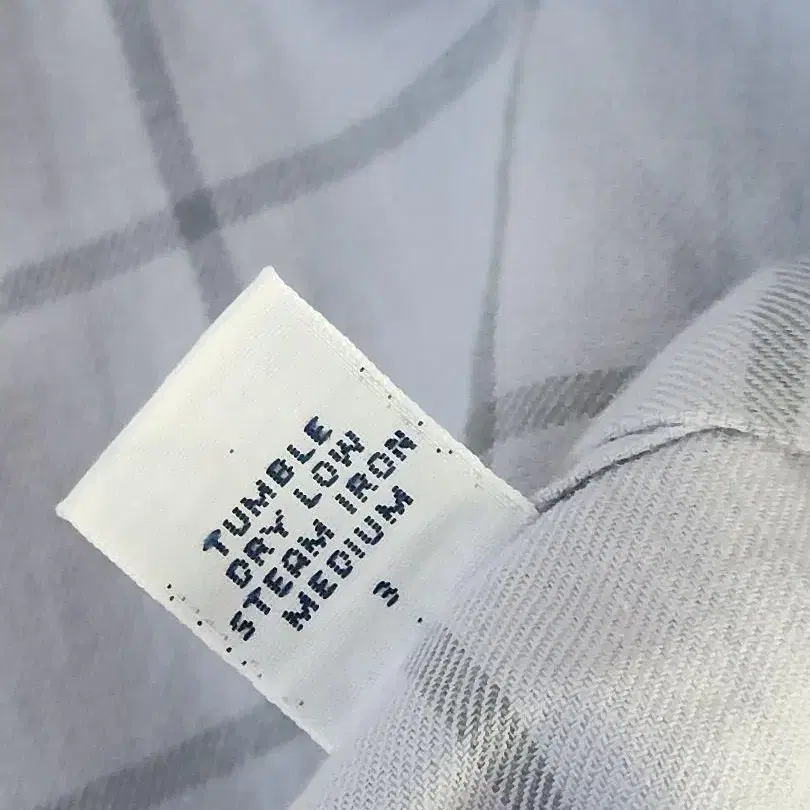 TUMBLE
DRY LOW
STEAM IRON
MEDIUM
3